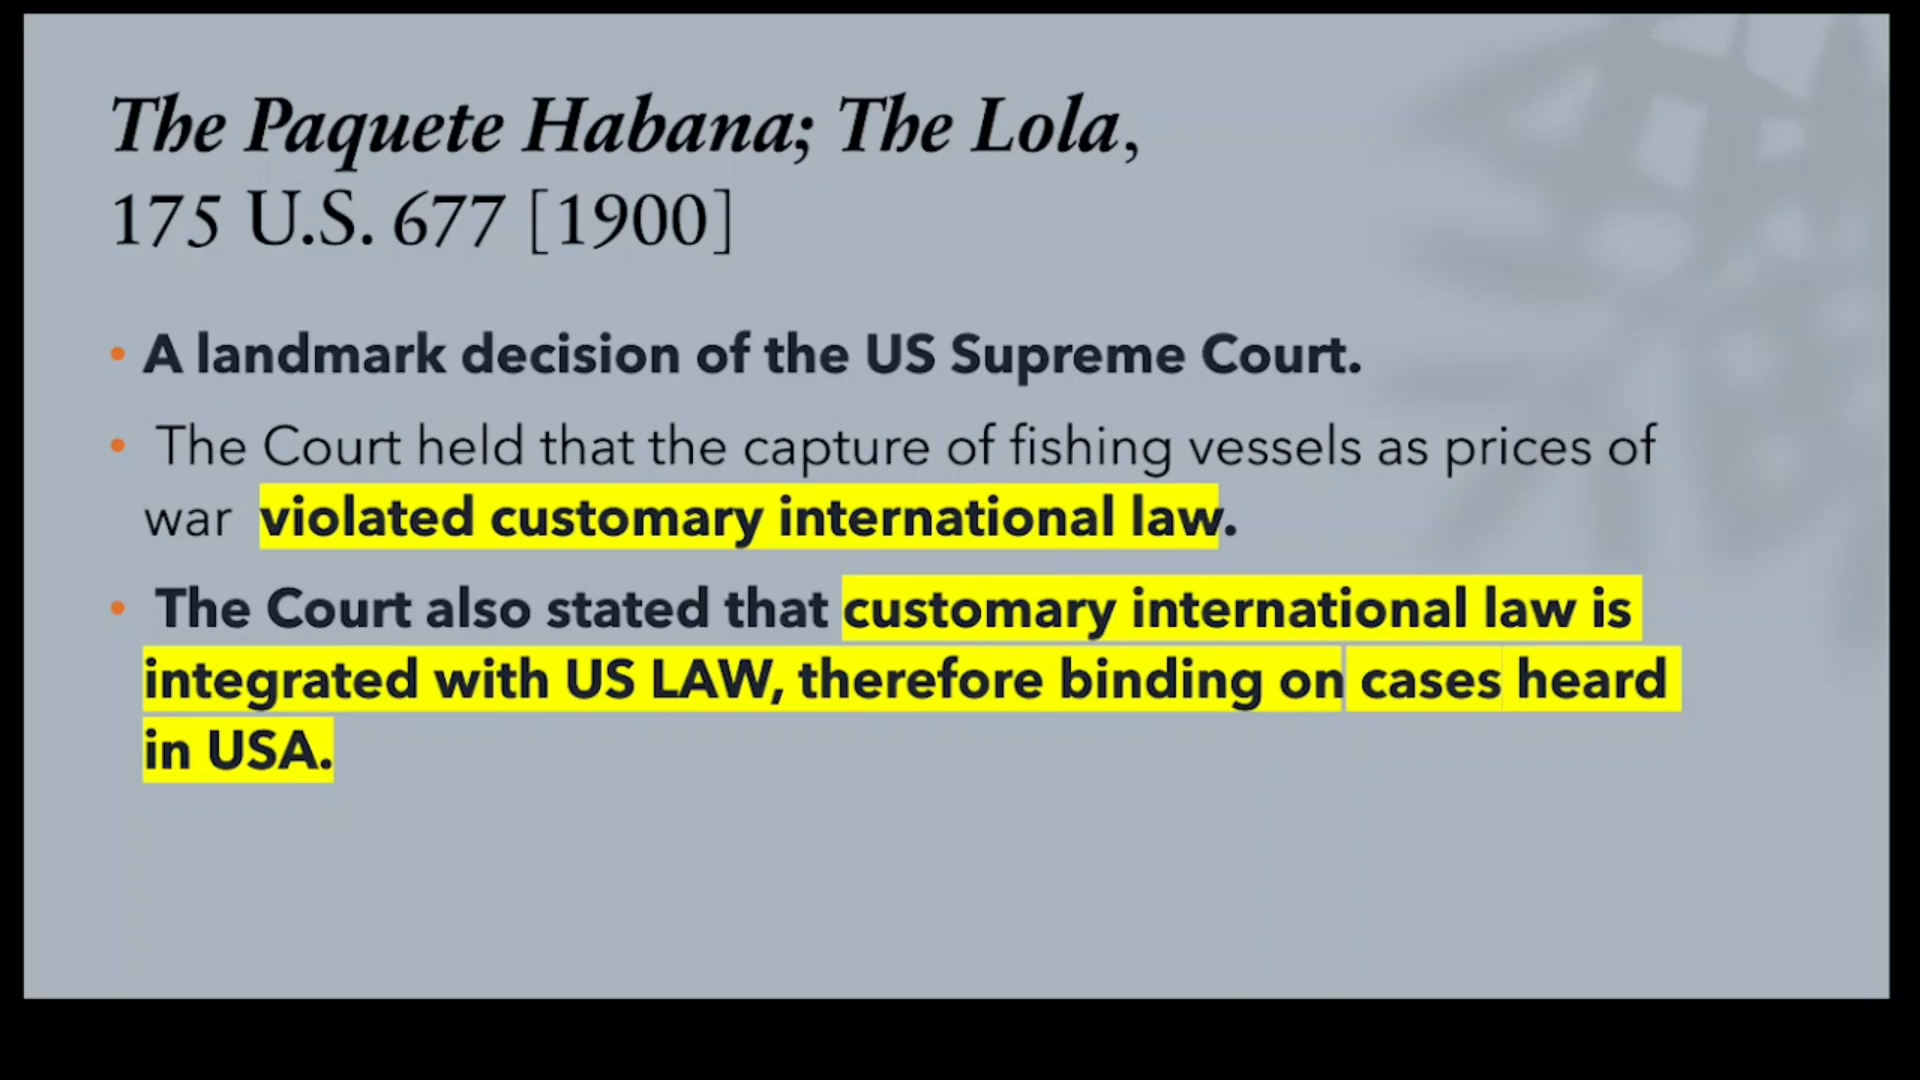 The Paquete Habana; The Lola,
175 U.S. 677 [1900]
• A landmark decision of the US Supreme Court.
• The Court held that the capture of fishing vessels as prices of
war violated customary international law.
• The Court also stated that customary international law is
integrated with US LAW, therefore binding on cases heard
in USA.